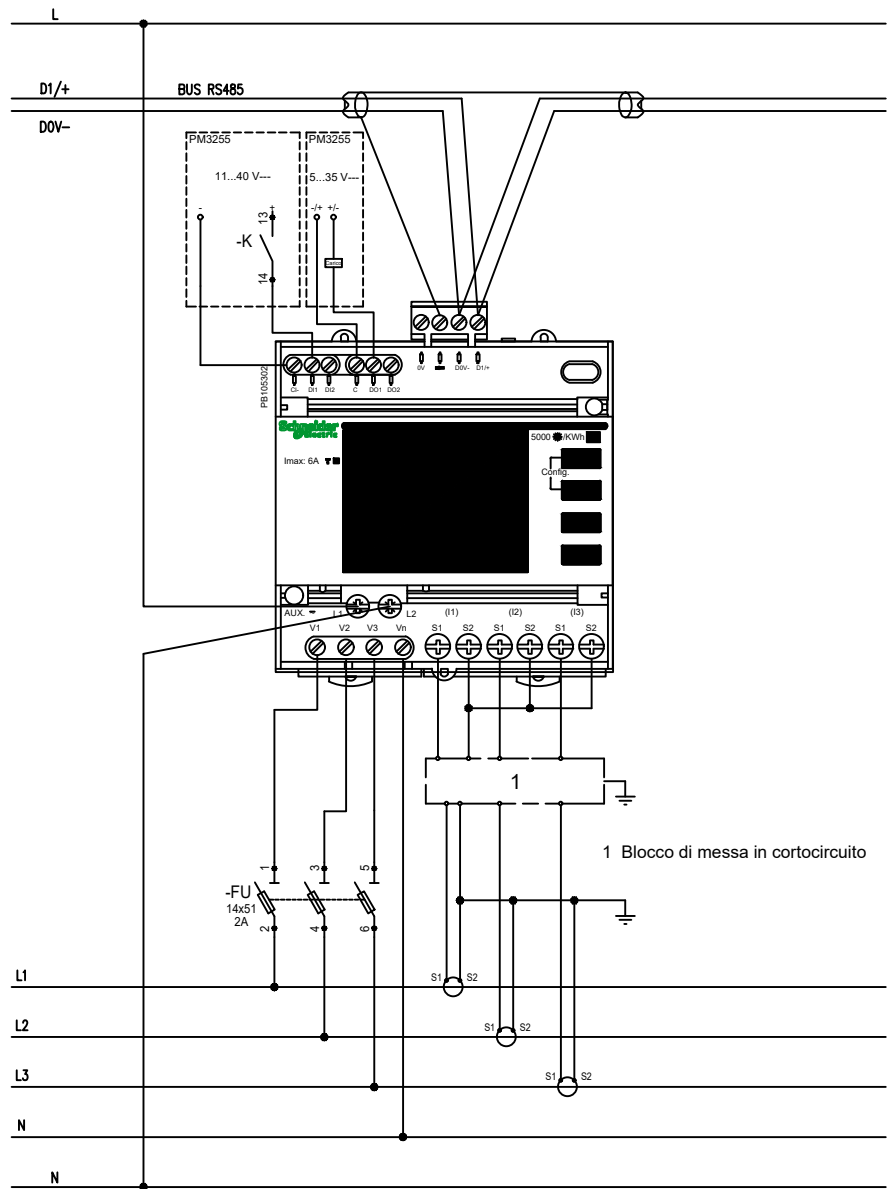 L
D1/+
BUS RS485
D0V-
PM3255
PM3255
11...40 V---
5...35 V---
-
+
-/+
+/-
13
-K
14
Carico
PB105302
CI-
DI1
DI2
C
DO1
DO2
0V
D0V-
D1/+
Schneider
Electric
5000
/KWh
Imax: 6A
Config.
AUX.
L1
L2
(I1)
(I2)
(I3)
V1
V2
V3
Vn
S1
S2
S1
S2
S1
S2
1
1 Blocco di messa in cortocircuito
1
3
5
-FU
14x51
2A
2
4
6
L1
S1
S2
L2
S1
S2
L3
S1
S2
N
N